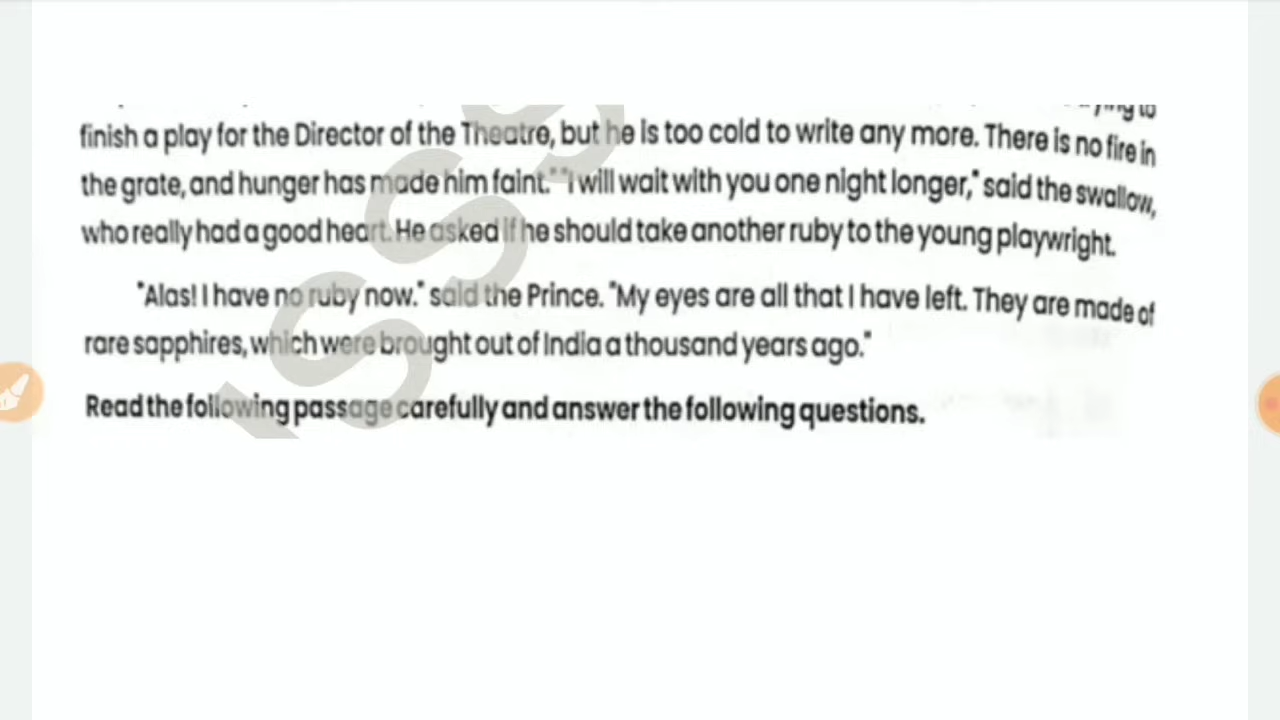 finish a play for the Director of the Theatre, but he is too cold to write any more. There is no fire in
the grate, and hunger has made him faint." "I will wait with you one night longer," said the swallow,
who really had a good heart. He asked if he should take another ruby to the young playwright.
"Alas! I have no ruby now." said the Prince. "My eyes are all that I have left. They are made of
rare sapphires, which were brought out of India a thousand years ago."
Read the following passage carefully and answer the following questions.